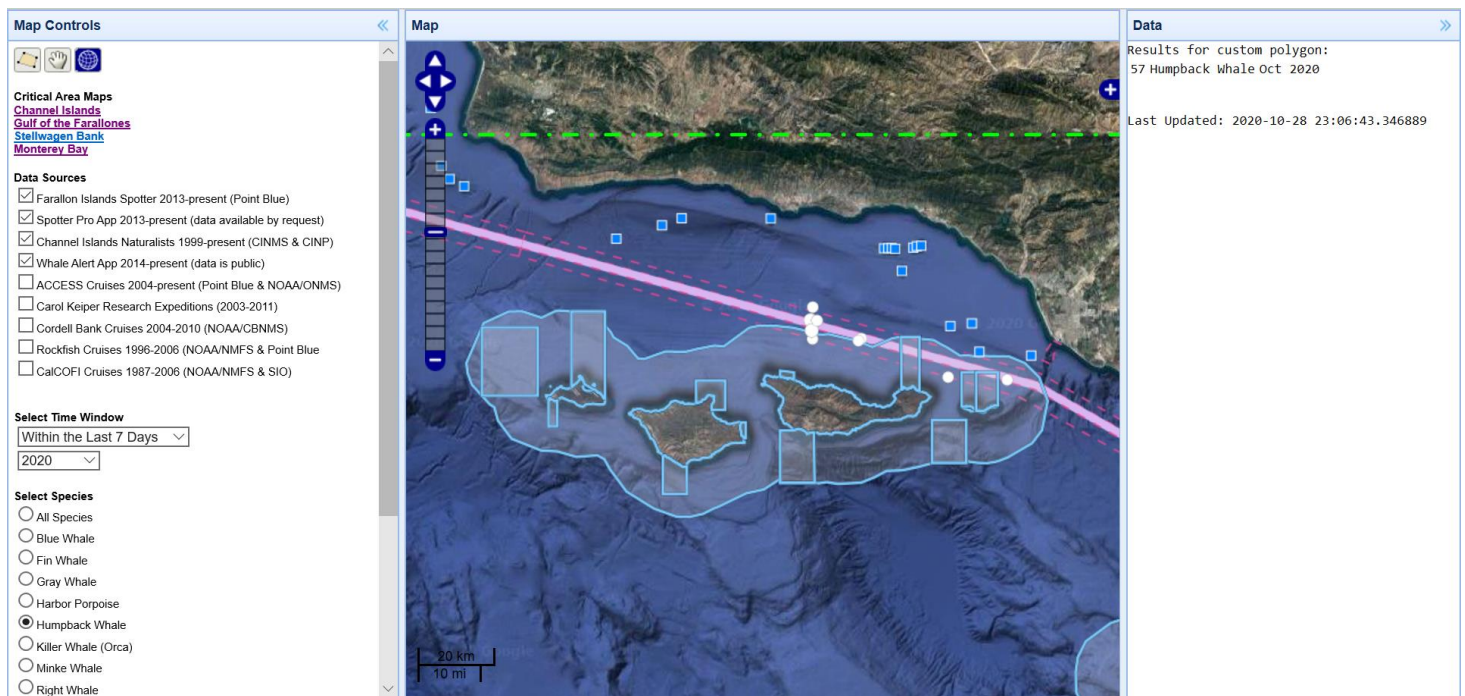 Map Controls
Critical Area Maps
Channel Islands
Gulf of the Farallones
Stellwagen Bank
Monterey Bay
Data Sources
Farallon Islands Spotter 2013-present (Point Blue)
Spotter Pro App 2013-present (data available by request)
Channel Islands Naturalists 1999-present (CINMS & CINP)
Whale Alert App 2014-present (data is public)
ACCESS Cruises 2004-present (Point Blue & NOAA/ONMS)
Carol Keiper Research Expeditions (2003-2011)
Cordell Bank Cruises 2004-2010 (NOAA/CBNMS)
Rockfish Cruises 1996-2006 (NOAA/NMFS & Point Blue
CalCOFI Cruises 1987-2006 (NOAA/NMFS & SIO)
Select Time Window
Within the Last 7 Days
2020
Select Species
All Species
Blue Whale
Fin Whale
Gray Whale
Harbor Porpoise
Humpback Whale
Killer Whale (Orca)
Minke Whale
Right Whale
Map
20 km
10 mi
Data
Results for custom polygon:
57 Humpback Whale Oct 2020
Last Updated: 2020-10-28 23:06:43.346889